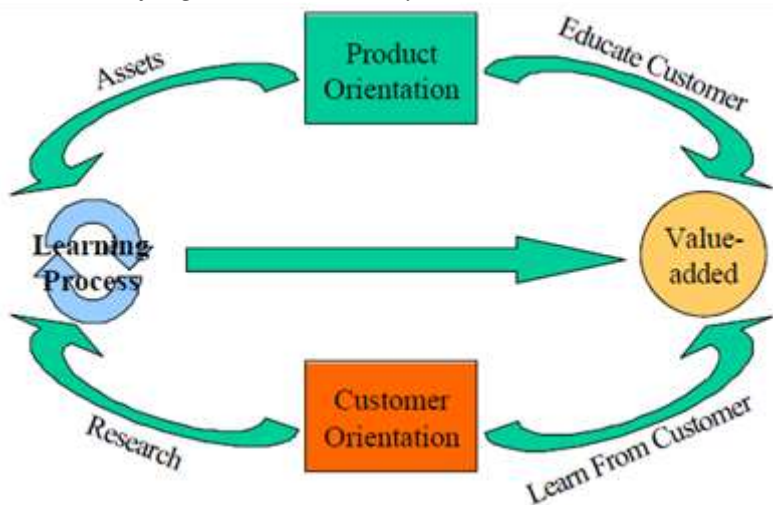 Product
Orientation
Assets
Educate Customer
Learning
Process
Value-
added
Customer
Orientation
Research
Learn From Customer